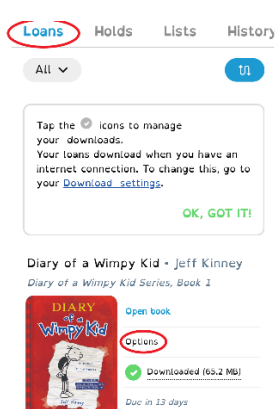 Loans Holds Lists History
All
Tap the icons to manage
your downloads.
Your loans download when you have an
internet connection. To change this, go to
your Download settings.
OK, GOT IT!
Diary of a Wimpy Kid • Jeff Kinney
Diary of a Wimpy Kid Series, Book 1
DIARY
of a
Wimpy Kid
Open book
Options
Downloaded (65.2 MB)
Jeff Kinney
Due in 13 days